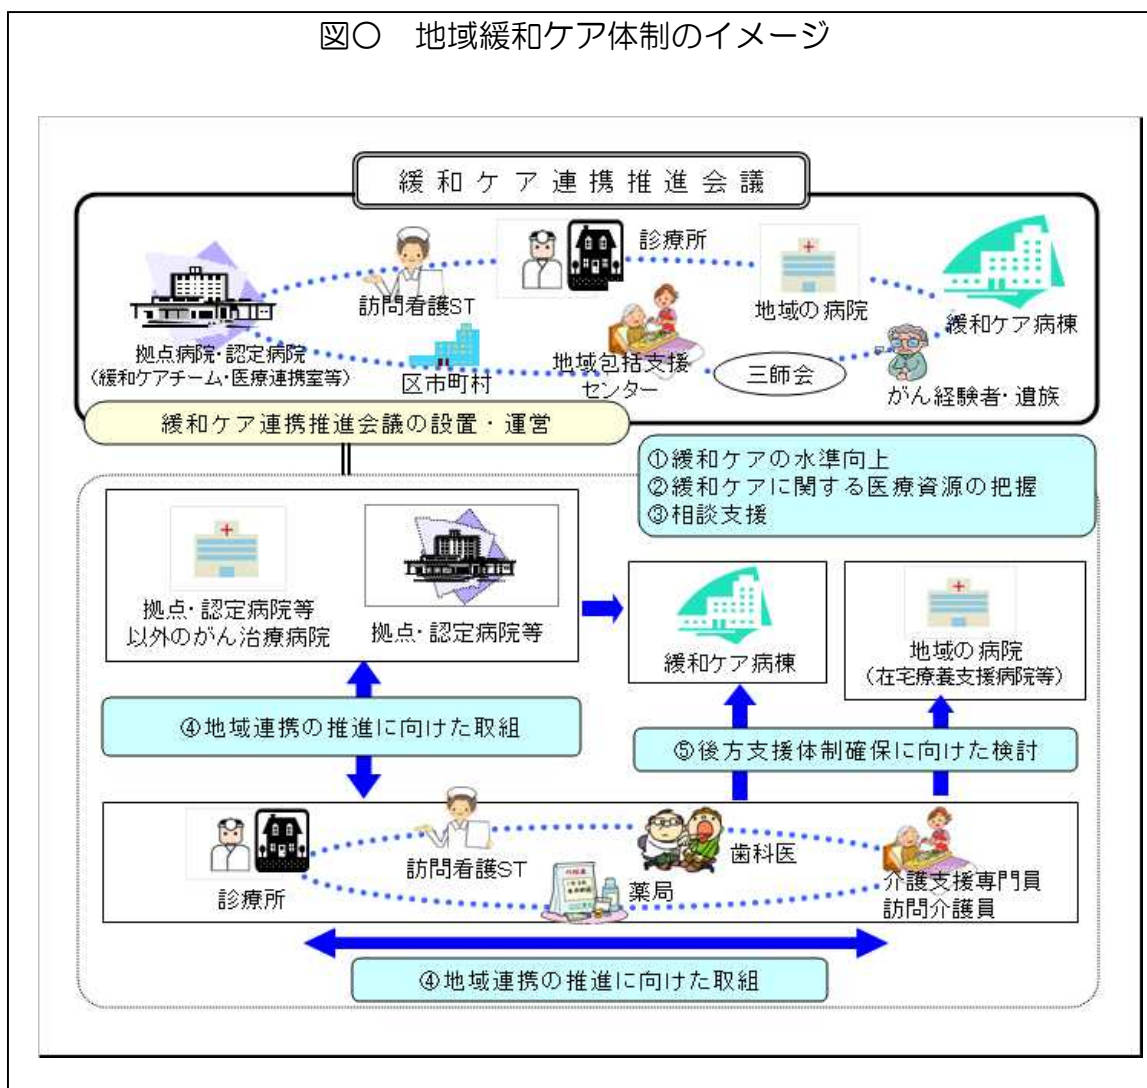 図〇　地域緩和ケア体制のイメージ
緩和ケア連携推進会議
診療所
訪問看護ST
地域の病院
緩和ケア病棟
拠点病院・認定病院
(緩和ケアチーム・医療連携室等)
区市町村
地域包括支援
センター
三師会
がん経験者・遺族
緩和ケア連携推進会議の設置・運営
①緩和ケアの水準向上
②緩和ケアに関する医療資源の把握
③相談支援
拠点・認定病院等
以外のがん治療病院
拠点・認定病院等
緩和ケア病棟
地域の病院
(在宅療養支援病院等)
④地域連携の推進に向けた取組
⑤後方支援体制確保に向けた検討
診療所
訪問看護ST
歯科医
薬局
介護支援専門員
訪問介護員
④地域連携の推進に向けた取組